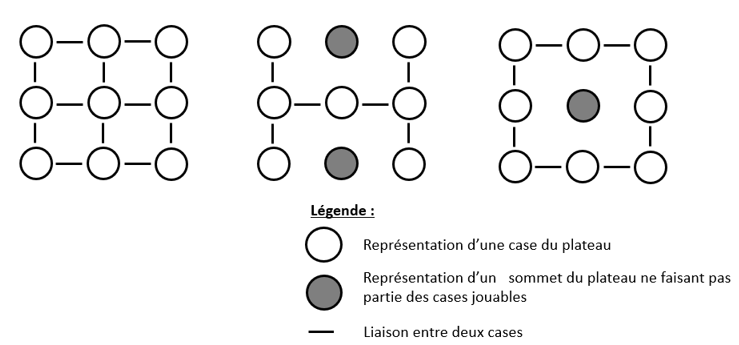 Légende :
Représentation d'une case du plateau
Représentation d'un sommet du plateau ne faisant pas
partie des cases jouables
Liaison entre deux cases